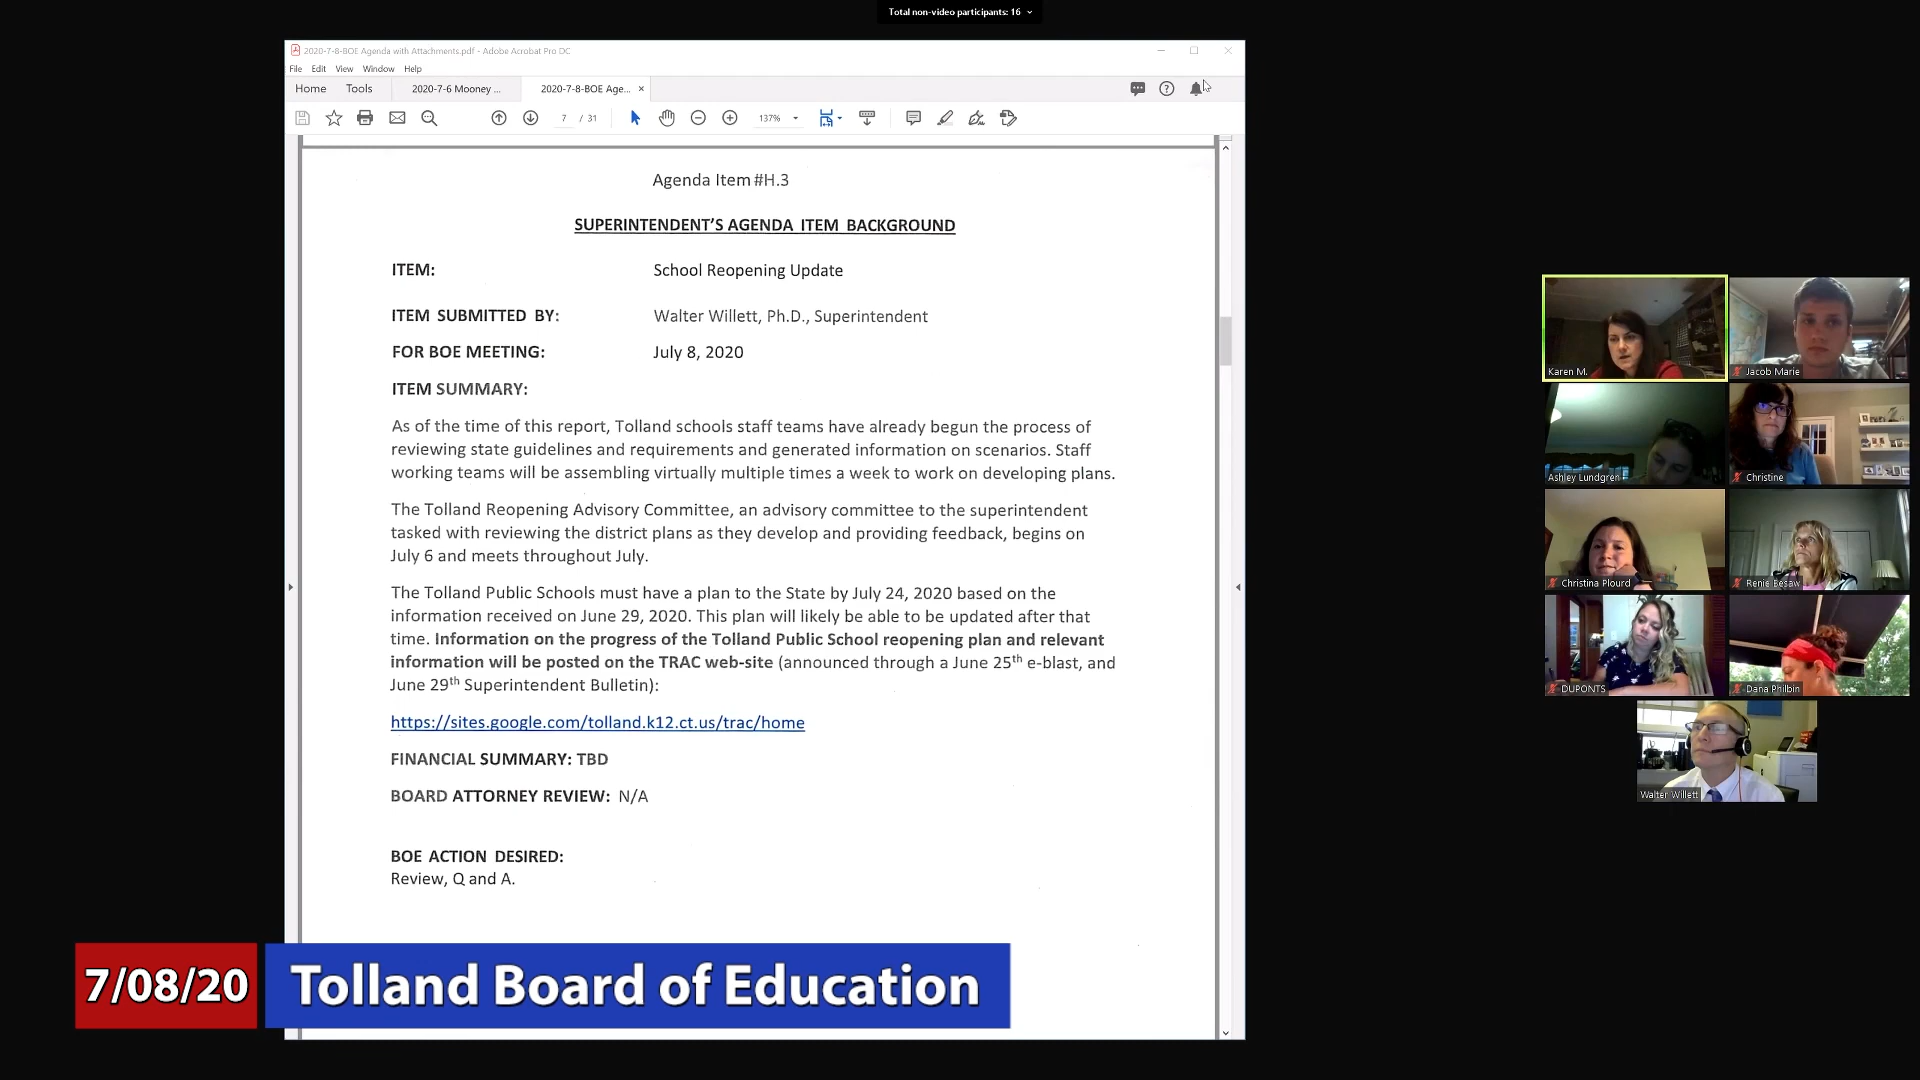 Total non-video participants: 16
2020-7-8-BOE Agenda with Attachments.pdf - Adobe Acrobat Pro DC
File Edit View Window Help
Home Tools 2020-7-6 Mooney ... 2020-7-8-BOE Age... ×
7 / 31 137%
Agenda Item #H.3
SUPERINTENDENT'S AGENDA ITEM BACKGROUND
ITEM: School Reopening Update
ITEM SUBMITTED BY: Walter Willett, Ph.D., Superintendent
FOR BOE MEETING: July 8, 2020
ITEM SUMMARY:
As of the time of this report, Tolland schools staff teams have already begun the process of
reviewing state guidelines and requirements and generated information on scenarios. Staff
working teams will be assembling virtually multiple times a week to work on developing plans.
The Tolland Reopening Advisory Committee, an advisory committee to the superintendent
tasked with reviewing the district plans as they develop and providing feedback, begins on
July 6 and meets throughout July.
The Tolland Public Schools must have a plan to the State by July 24, 2020 based on the
information received on June 29, 2020. This plan will likely be able to be updated after that
time. Information on the progress of the Tolland Public School reopening plan and relevant
information will be posted on the TRAC web-site (announced through a June 25th e-blast, and
June 29th Superintendent Bulletin):
https://sites.google.com/tolland.k12.ct.us/trac/home
FINANCIAL SUMMARY: TBD
BOARD ATTORNEY REVIEW: N/A
BOE ACTION DESIRED:
Review, Q and A.
Karen M.
Jacob Marie
Ashley Lundgren
Christine
Christina Plourd
Renie Besaw
DUPONTS
Dana Philbin
Walter Willett
7/08/20 Tolland Board of Education